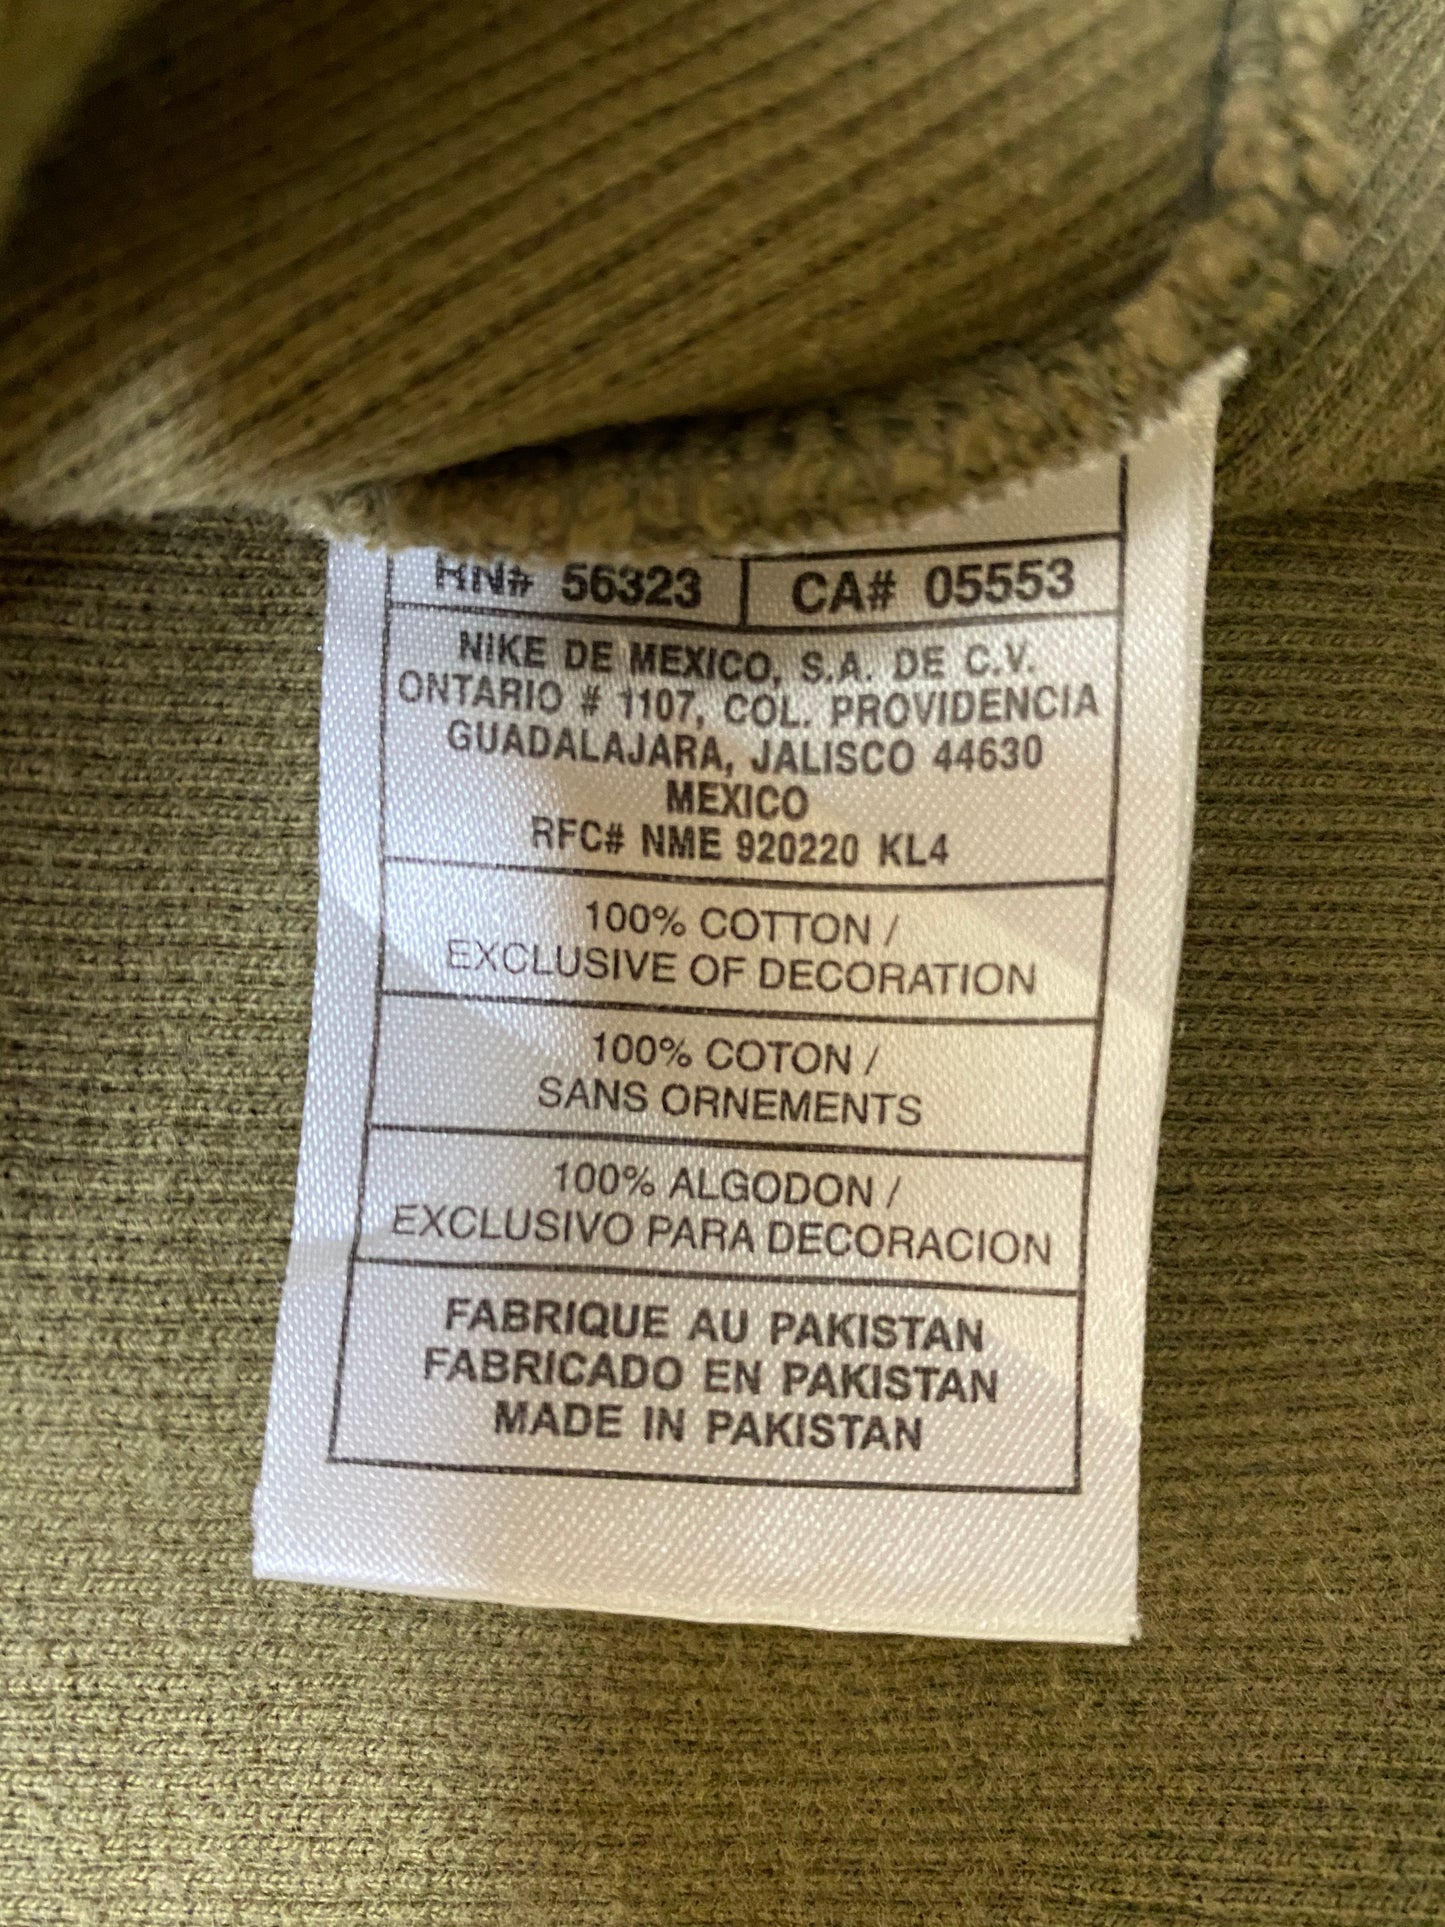 RN# 56323 CA# 05553
NIKE DE MEXICO, S.A. DE C.V.
ONTARIO # 1107, COL. PROVIDENCIA
GUADALAJARA, JALISCO 44630
MEXICO
RFC# NME 920220 KL4
100% COTTON /
EXCLUSIVE OF DECORATION
100% COTON /
SANS ORNEMENTS
100% ALGODON /
EXCLUSIVO PARA DECORACION
FABRIQUE AU PAKISTAN
FABRICADO EN PAKISTAN
MADE IN PAKISTAN